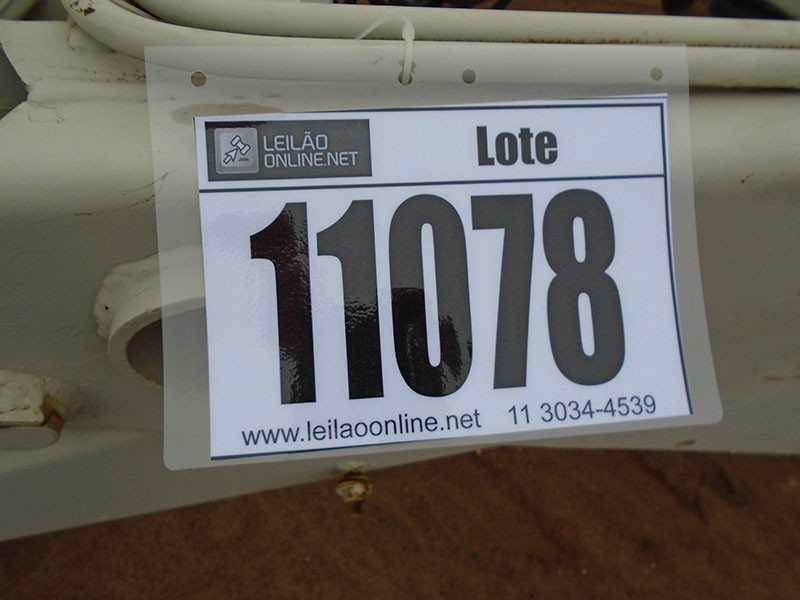 LEILÃO
ONLINE.NET
Lote
11078
www.leilaoonline.net 11 3034-4539